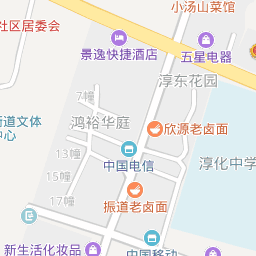 小汤山菜馆
社区居委会
景逸快捷酒店
五星电器
淳东花园
7幢
鸿裕华庭
街道文体
中心
欣源老卤面
13幢
中国电信
淳化中学
15幢
17幢
振道老卤面
新生活化妆品
中国移动